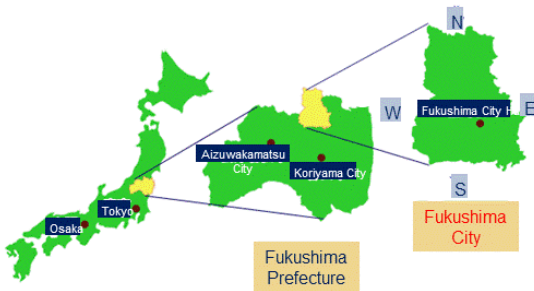 N
W
E
S
Fukushima City H
Aizuwakamatsu
City
Koriyama City
Tokyo
Osaka
Fukushima
City
Fukushima
Prefecture